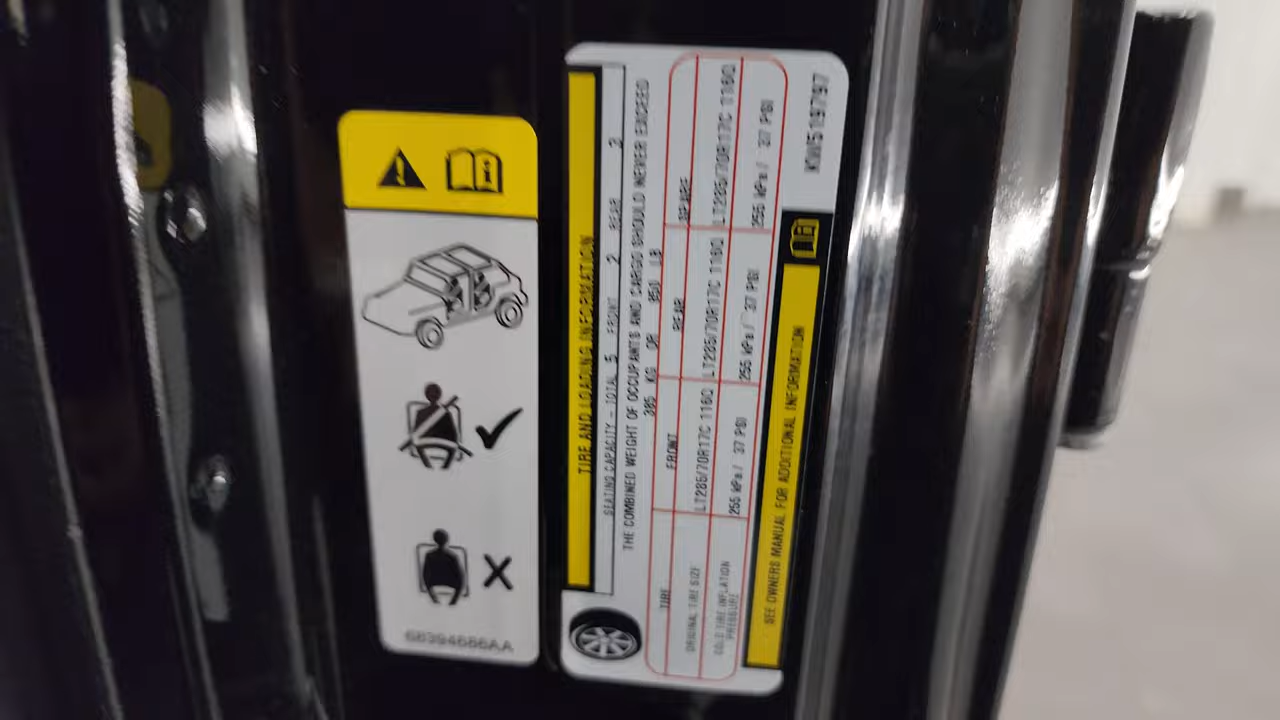 68394686AA
TIRE AND LOADING INFORMATION
SEATING CAPACITY - TOTAL 5 FRONT 2 REAR 3
THE COMBINED WEIGHT OF OCCUPANTS AND CARGO SHOULD NEVER EXCEED
385 KG OR 850 LB
TIRE FRONT REAR SPARE
ORIGINAL TIRE SIZE LT285/70R17C 116Q LT285/70R17C 116Q LT285/70R17C 116Q
COLD TIRE INFLATION PRESSURE 255 kPa / 37 PSI 255 kPa / 37 PSI 255 kPa / 37 PSI
SEE OWNERS MANUAL FOR ADDITIONAL INFORMATION